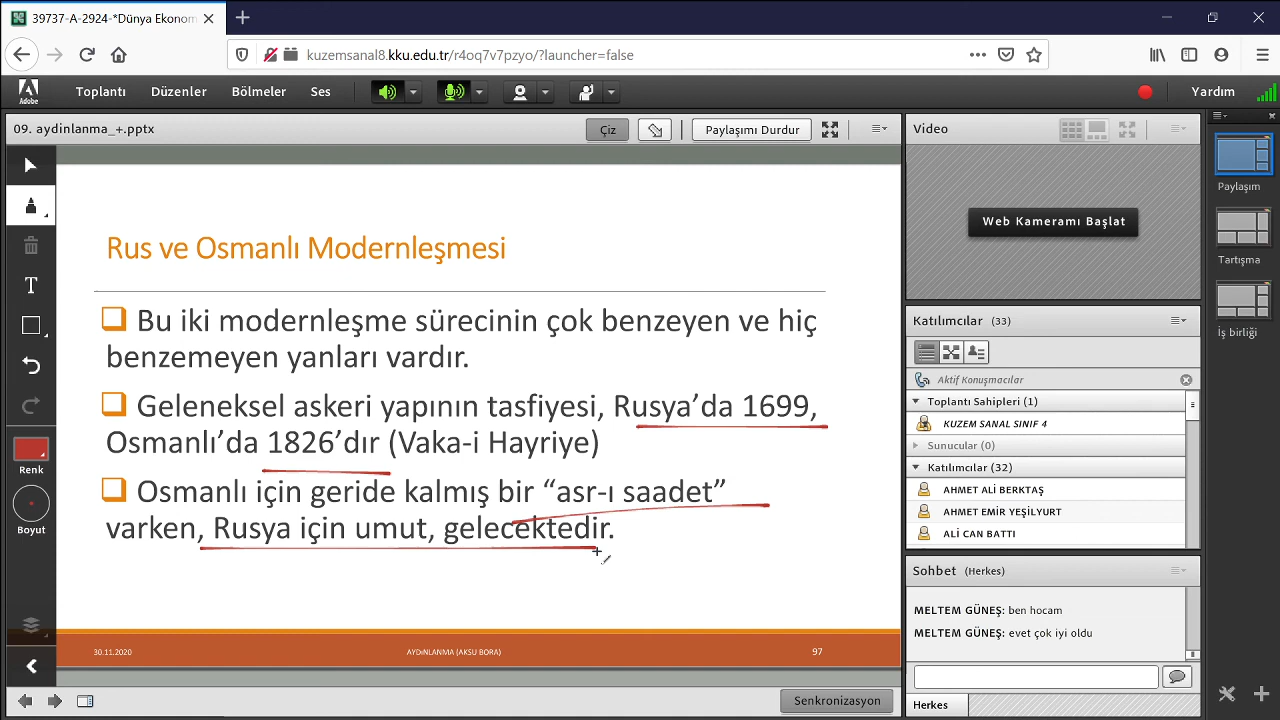 39737-A-2924-*Dünya Ekonom
kuzemsanal8.kku.edu.tr/r4oq7v7pzyo/?launcher=false
Adobe
Toplantı Düzenler Bölmeler Ses Yardım
09. aydinlanma_+.pptx
Çiz
Paylaşımı Durdur
Video
Web Kameramı Başlat
Paylaşım
Tartışma
İş birliği
Rus ve Osmanlı Modernleşmesi
Bu iki modernleşme sürecinin çok benzeyen ve hiç
benzemeyen yanları vardır.
Geleneksel askeri yapının tasfiyesi, Rusya’da 1699,
Osmanlı’da 1826’dır (Vaka-i Hayriye)
Osmanlı için geride kalmış bir “asr-ı saadet”
varken, Rusya için umut, gelecektedir.
30.11.2020 AYDıNLANMA (AKSU BORA) 97
T
Renk
Boyut
Katılımcılar (33)
Aktif Konuşmacılar
Toplantı Sahipleri (1)
KUZEM SANAL SINIF 4
Sunucular (0)
Katılımcılar (32)
AHMET ALİ BERKTAŞ
AHMET EMİR YEŞİLYURT
ALİ CAN BATTI
Sohbet (Herkes)
MELTEM GÜNEŞ: ben hocam
MELTEM GÜNEŞ: evet çok iyi oldu
Herkes
Senkronizasyon